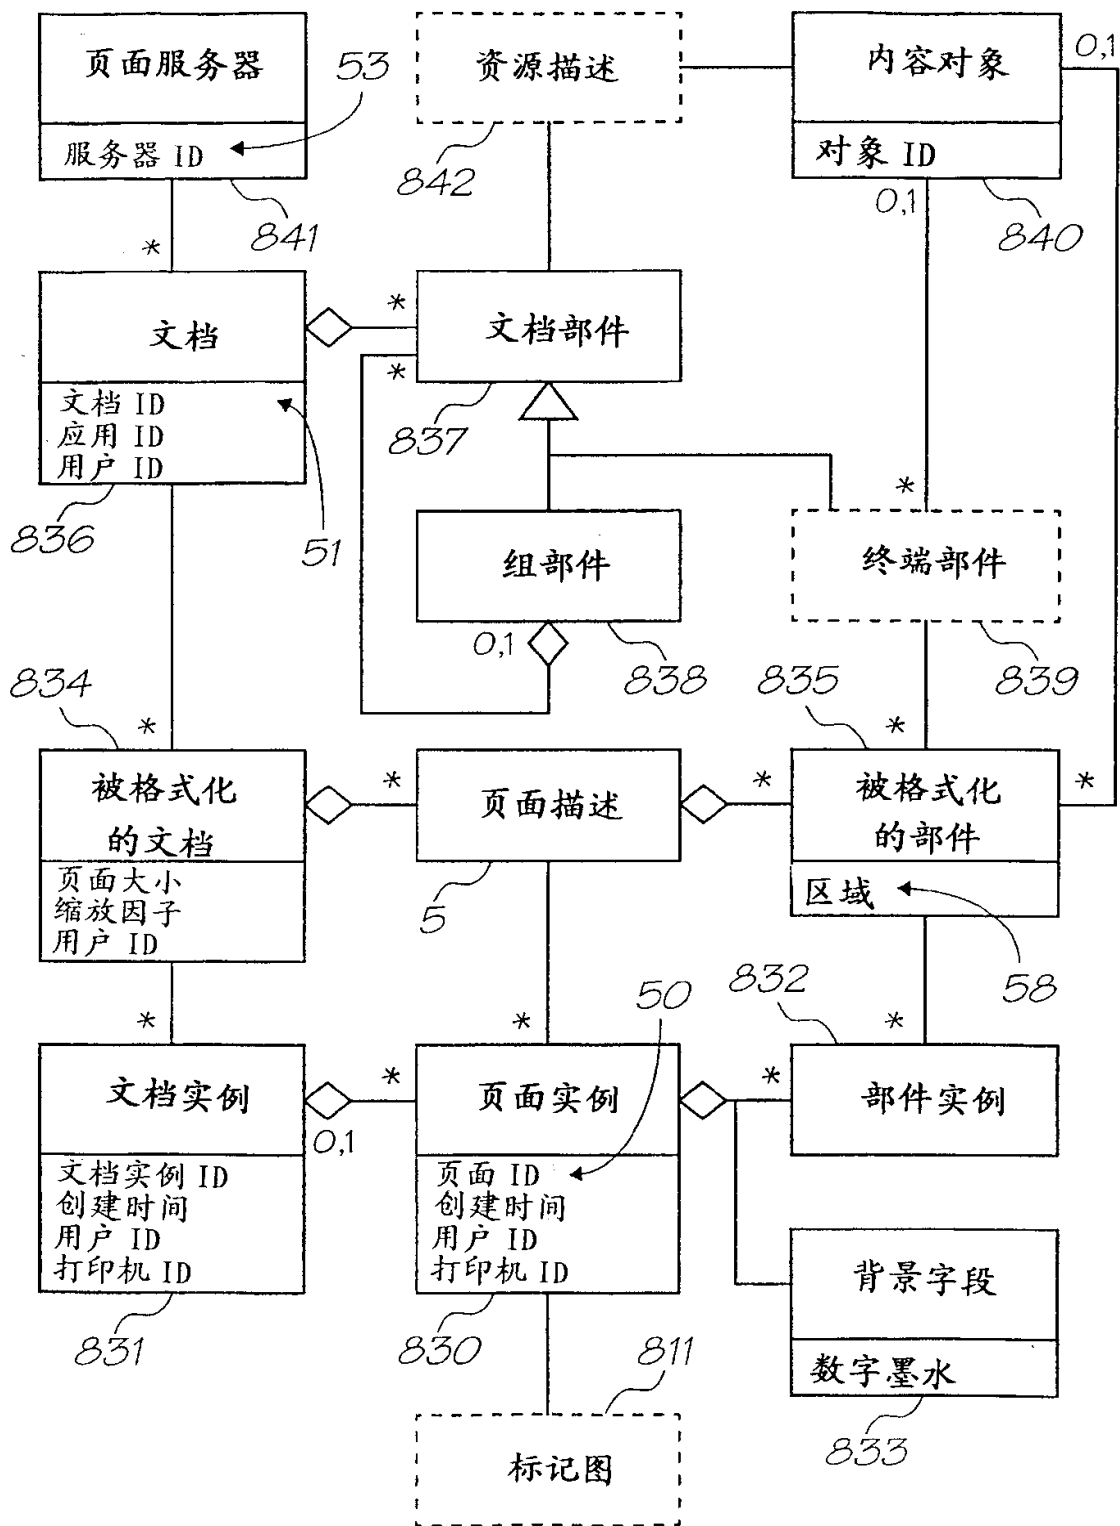 页面服务器
服务器 ID
53
841
资源描述
842
内容对象
对象 ID
0,1
0,1
840
*
文档
文档 ID
应用 ID
用户 ID
836
51
*
*
文档部件
837
组部件
0,1
838
*
终端部件
839
834
*
被格式化
的文档
页面大小
缩放因子
用户 ID
*
页面描述
5
*
835
*
*
被格式化
的部件
区域
58
*
文档实例
0,1
文档实例 ID
创建时间
用户 ID
打印机 ID
831
*
*
50
页面实例
页面 ID
创建时间
用户 ID
打印机 ID
830
*
832
*
部件实例
背景字段
数字墨水
833
811
标记图